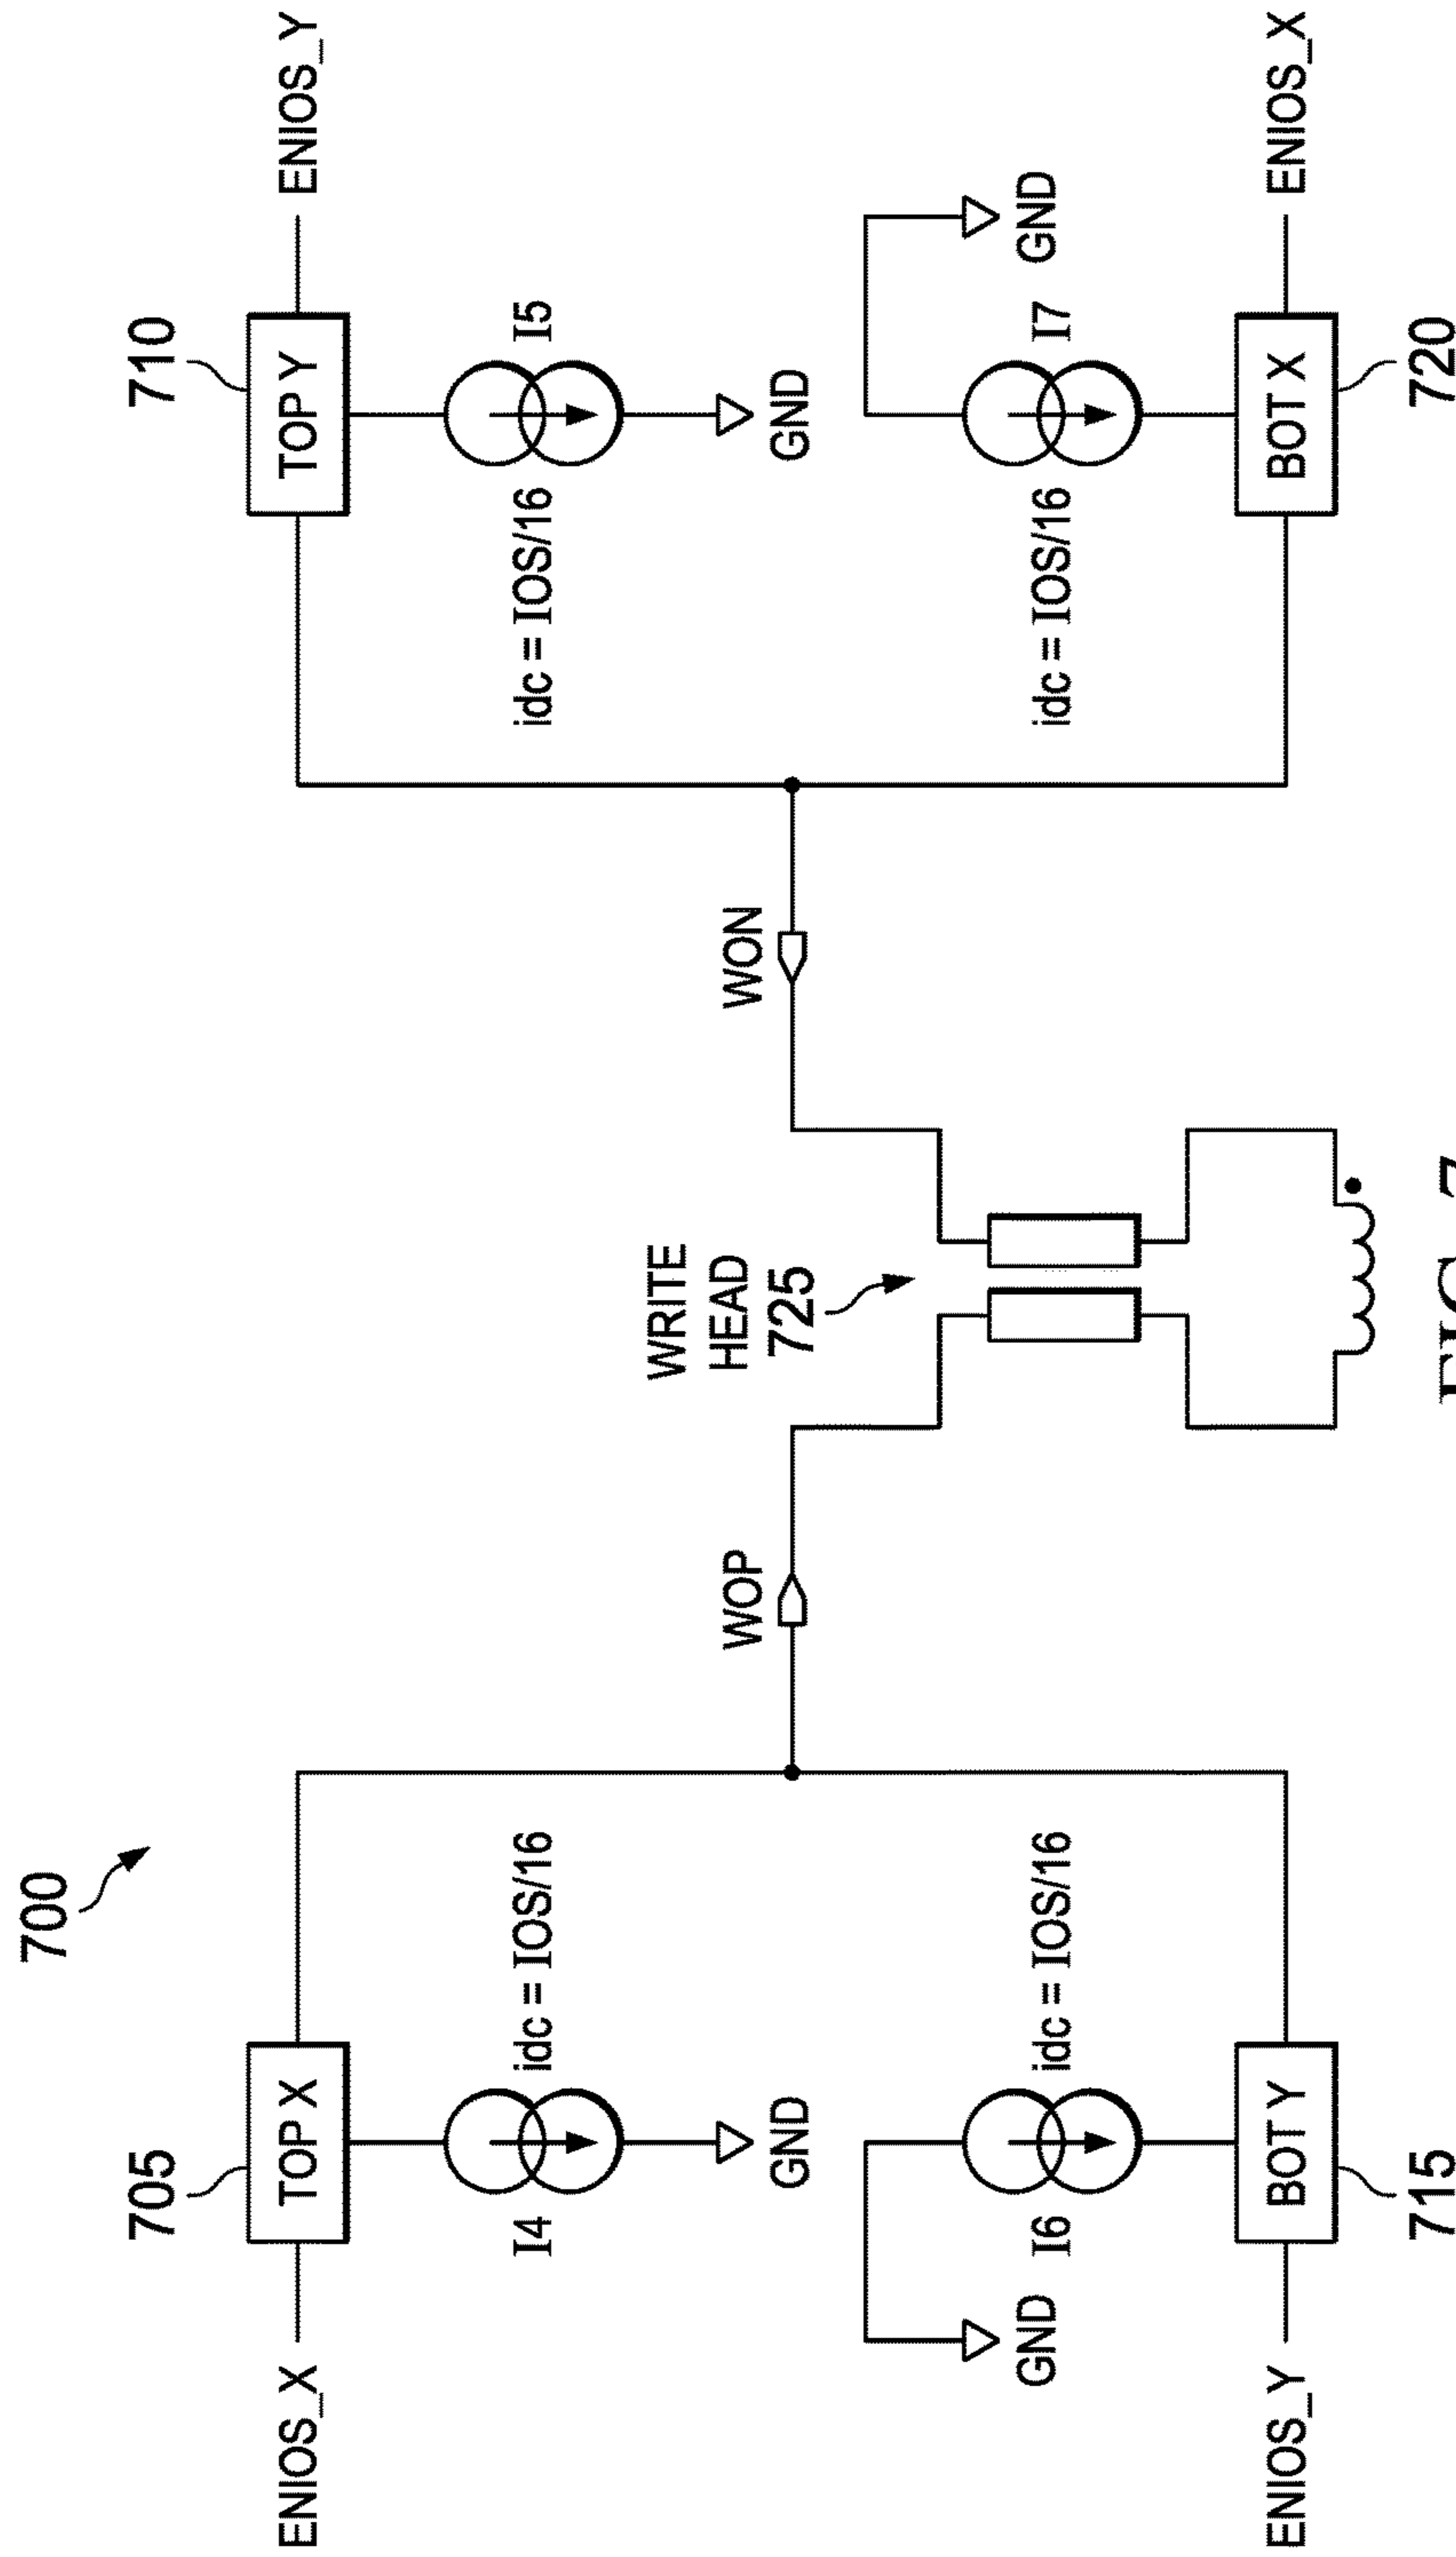 700
705
710
ENIOS_X
TOP X
TOP Y
ENIOS_Y
I4
idc = IOS/16
idc = IOS/16
I5
WRITE
HEAD
725
GND
WOP
WON
GND
GND
I6
idc = IOS/16
idc = IOS/16
I7
GND
ENIOS_Y
BOT Y
BOT X
ENIOS_X
715
720